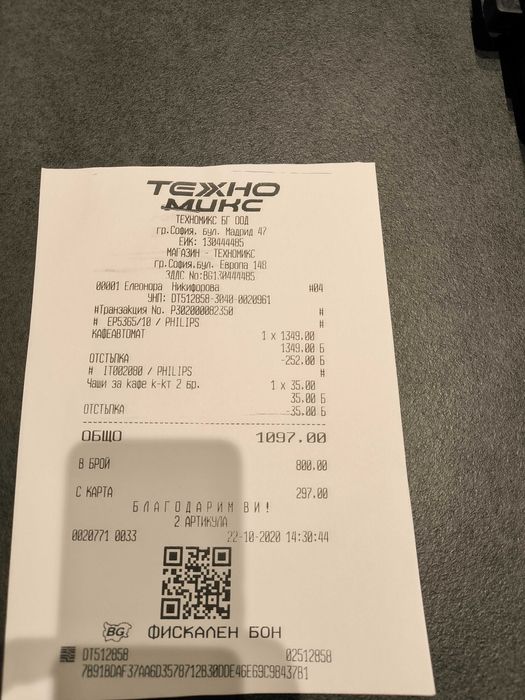 ТЕХНО
МИКС
ТЕХНОМИКС БГ ООД
гр.София, бул. Мадрид 47
ЕИК: 130444485
МАГАЗИН - ТЕХНОМИКС
гр.София,бул. Европа 148
ЗДДС No:BG130444485
00001 Елеонора Никифорова #04
УНП: DT512858-3040-0020961
#Транзакция No. P302000082350 #
# EP5365/10 / PHILIPS #
КАФЕАВТОМАТ 1 x 1349.00
1349.00 Б
ОТСТЪПКА -252.00 Б
# IT002080 / PHILIPS #
Чаши за кафе к-кт 2 бр. 1 x 35.00
35.00 Б
ОТСТЪПКА -35.00 Б
ОБЩО 1097.00
В БРОЙ 800.00
С КАРТА 297.00
БЛАГОДАРИМ ВИ!
2 АРТИКУЛА
0020771 0033 22-10-2020 14:30:44
BG ФИСКАЛЕН БОН
DT512858 02512858
7B91BDAF37AA6D3578712B30DDE46E69C98437B1